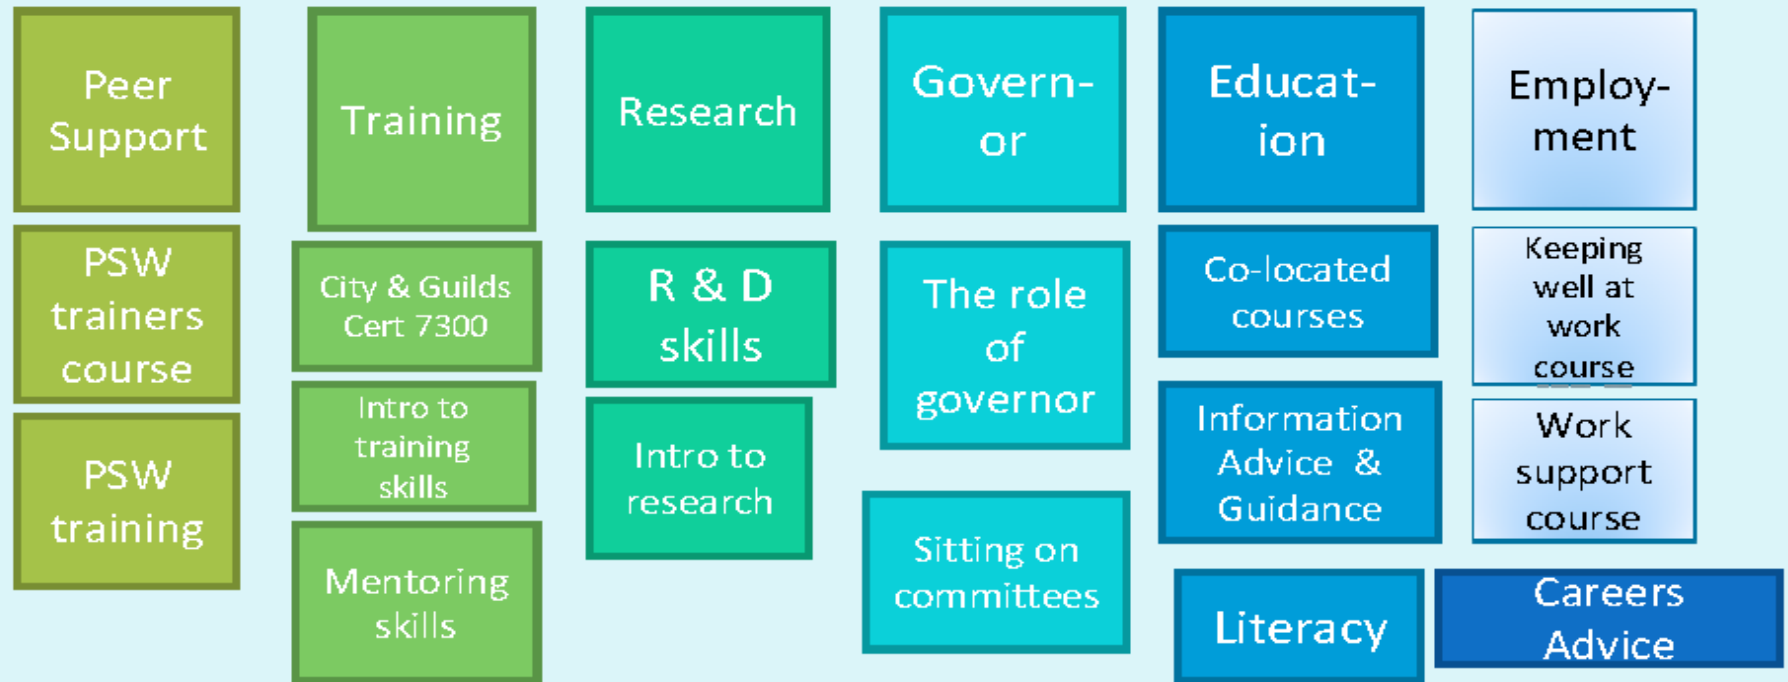 Peer
Support
PSW
trainers
course
PSW
training
Training
City & Guilds
Cert 7300
Intro to
training
skills
Mentoring
skills
Research
R & D
skills
Intro to
research
Govern-
or
The role
of
governor
Sitting on
committees
Educat-
ion
Co-located
courses
Information
Advice &
Guidance
Literacy
Employ-
ment
Keeping
well at
work
course
Work
support
course
Careers
Advice